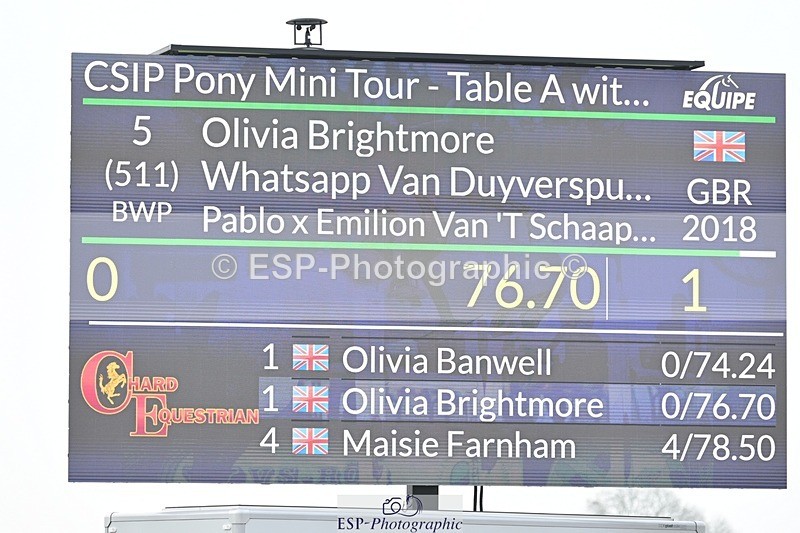 CSIP Pony Mini Tour - Table A wit... EQUIPE
5 Olivia Brightmore
(511) Whatsapp Van Duyverspu... GBR
BWP Pablo x Emilion Van 'T Schaap... 2018
© ESP-Photographic ©
0 76.70 1
1 Olivia Banwell 0/74.24
CHARD EQUESTRIAN
1 Olivia Brightmore 0/76.70
4 Maisie Farnham 4/78.50
ESP-Photographic